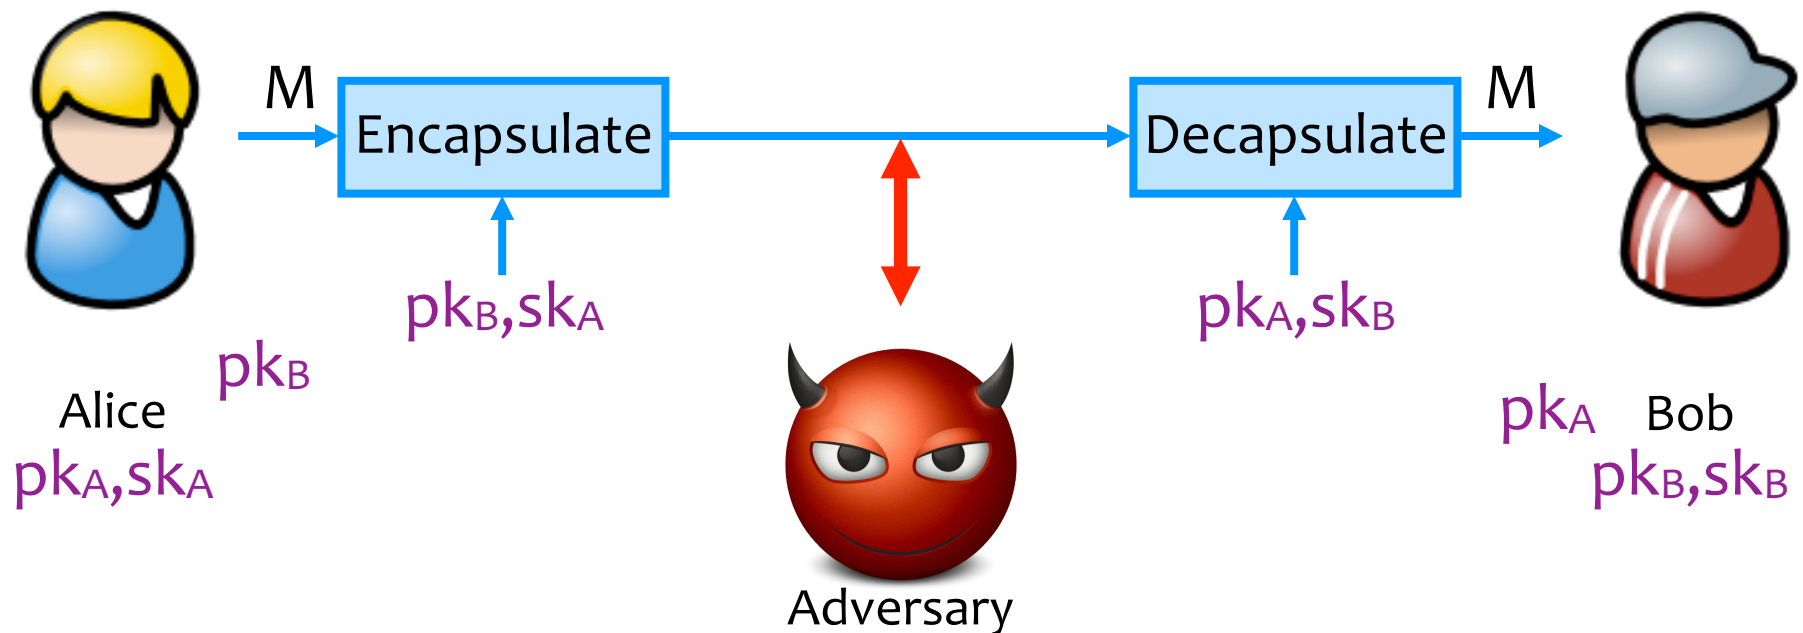 M
Encapsulate
Decapsulate
M
pkB,skA
pkA,skB
pkB
Alice
pkA,skA
pkA
Bob
pkB,skB
Adversary